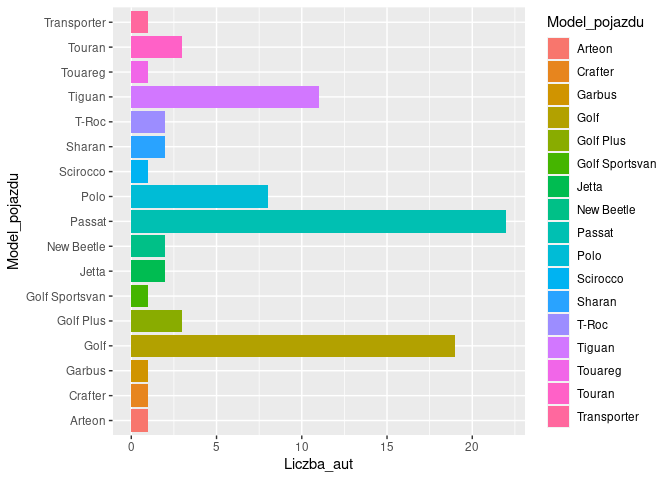 Model_pojazdu
Transporter
Touran
Touareg
Tiguan
T-Roc
Sharan
Scirocco
Polo
Passat
New Beetle
Jetta
Golf Sportsvan
Golf Plus
Golf
Garbus
Crafter
Arteon
0 5 10 15 20
Liczba_aut
Model_pojazdu
Arteon
Crafter
Garbus
Golf
Golf Plus
Golf Sportsvan
Jetta
New Beetle
Passat
Polo
Scirocco
Sharan
T-Roc
Tiguan
Touareg
Touran
Transporter